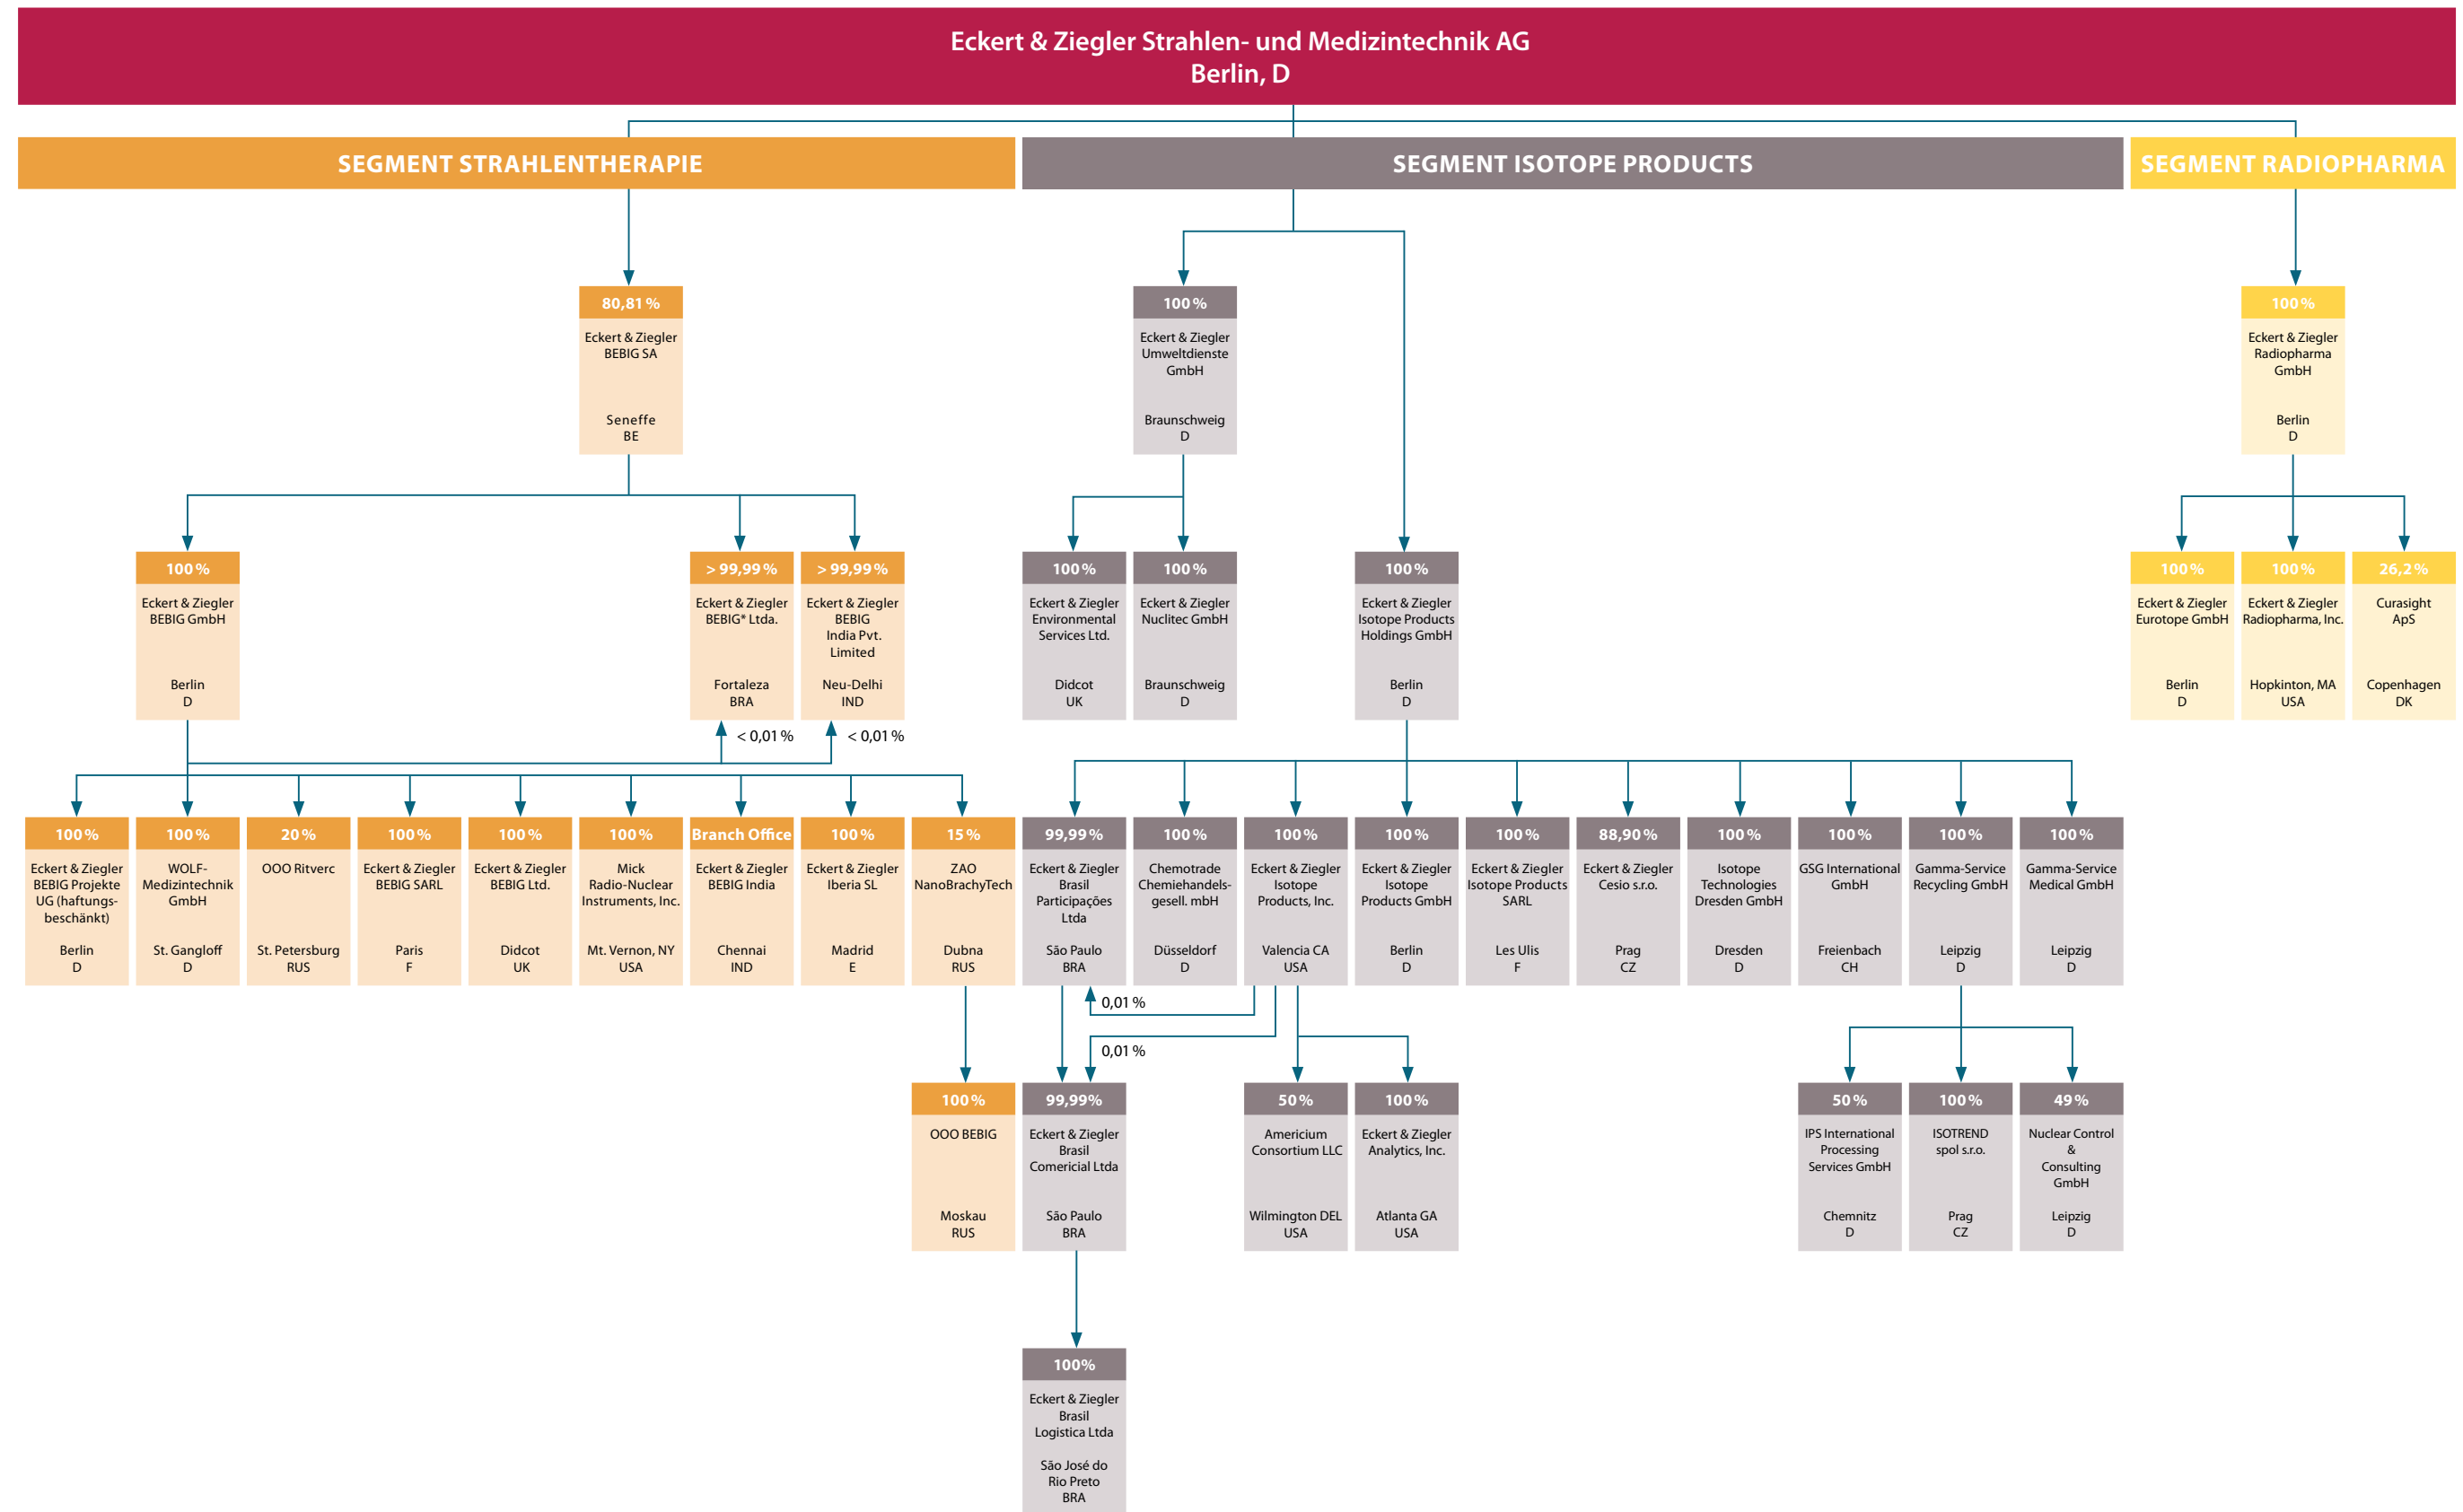 Eckert & Ziegler Strahlen- und Medizintechnik AG
Berlin, D
SEGMENT STRAHLENTHERAPIE
SEGMENT ISOTOPE PRODUCTS
SEGMENT RADIOPHARMA
80,81 %
Eckert & Ziegler
BEBIG SA
Seneffe
BE
100 %
Eckert & Ziegler
Umweltdienste
GmbH
Braunschweig
D
100 %
Eckert & Ziegler
Radiopharma
GmbH
Berlin
D
100 %
Eckert & Ziegler
BEBIG GmbH
Berlin
D
> 99,99 %
Eckert & Ziegler
BEBIG* Ltda.
Fortaleza
BRA
> 99,99 %
Eckert & Ziegler
BEBIG
India Pvt.
Limited
Neu-Delhi
IND
100 %
Eckert & Ziegler
Environmental
Services Ltd.
Didcot
UK
100 %
Eckert & Ziegler
Nuclitec GmbH
Braunschweig
D
100 %
Eckert & Ziegler
Isotope Products
Holdings GmbH
Berlin
D
100 %
Eckert & Ziegler
Eurotope GmbH
Berlin
D
100 %
Eckert & Ziegler
Radiopharma, Inc.
Hopkinton, MA
USA
26,2 %
Curasight
ApS
Copenhagen
DK
< 0,01 %
< 0,01 %
100 %
Eckert & Ziegler
BEBIG Projekte
UG (haftungs-
beschänkt)
Berlin
D
100 %
WOLF-
Medizintechnik
GmbH
St. Gangloff
D
20 %
OOO Ritverc
St. Petersburg
RUS
100 %
Eckert & Ziegler
BEBIG SARL
Paris
F
100 %
Eckert & Ziegler
BEBIG Ltd.
Didcot
UK
100 %
Mick
Radio-Nuclear
Instruments, Inc.
Mt. Vernon, NY
USA
Branch Office
Eckert & Ziegler
BEBIG India
Chennai
IND
100 %
Eckert & Ziegler
Iberia SL
Madrid
E
15 %
ZAO
NanoBrachyTech
Dubna
RUS
99,99 %
Eckert & Ziegler
Brasil
Participações
Ltda
São Paulo
BRA
100 %
Chemotrade
Chemiehandels-
gesell. mbH
Düsseldorf
D
100 %
Eckert & Ziegler
Isotope
Products, Inc.
Valencia CA
USA
100 %
Eckert & Ziegler
Isotope
Products GmbH
Berlin
D
100 %
Eckert & Ziegler
Isotope Products
SARL
Les Ulis
F
88,90 %
Eckert & Ziegler
Cesio s.r.o.
Prag
CZ
100 %
Isotope
Technologies
Dresden GmbH
Dresden
D
100 %
GSG International
GmbH
Freienbach
CH
100 %
Gamma-Service
Recycling GmbH
Leipzig
D
100 %
Gamma-Service
Medical GmbH
Leipzig
D
0,01 %
0,01 %
100 %
OOO BEBIG
Moskau
RUS
99,99%
Eckert & Ziegler
Brasil
Comericial Ltda
São Paulo
BRA
50 %
Americium
Consortium LLC
Wilmington DEL
USA
100 %
Eckert & Ziegler
Analytics, Inc.
Atlanta GA
USA
50 %
IPS International
Processing
Services GmbH
Chemnitz
D
100 %
ISOTREND
spol s.r.o.
Prag
CZ
49 %
Nuclear Control
&
Consulting
GmbH
Leipzig
D
100%
Eckert & Ziegler
Brasil
Logistica Ltda
São José do
Rio Preto
BRA